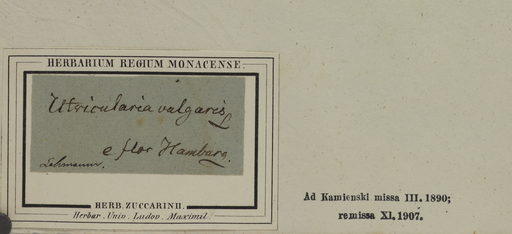 HERBARIUM REGIUM MONACENSE.
Utricularia vulgaris L
e flor Hamburg.
Lehmann.
HERB. ZUCCARINII.
Herbar. Univ. Ludov. Maximil.
Ad Kamienski missa III. 1890;
remissa XI. 1907.